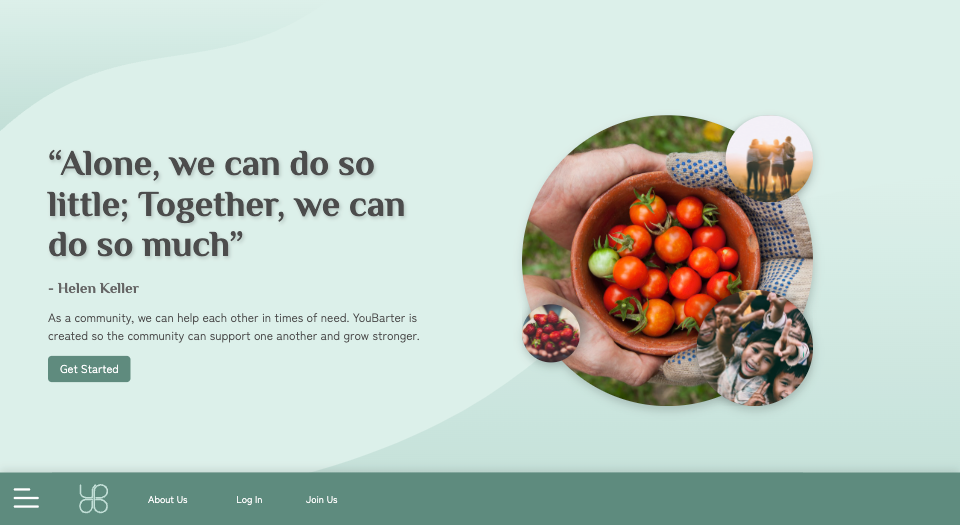 “Alone, we can do so
little; Together, we can
do so much”
- Helen Keller
As a community, we can help each other in times of need. YouBarter is
created so the community can support one another and grow stronger.
Get Started
About Us
Log In
Join Us